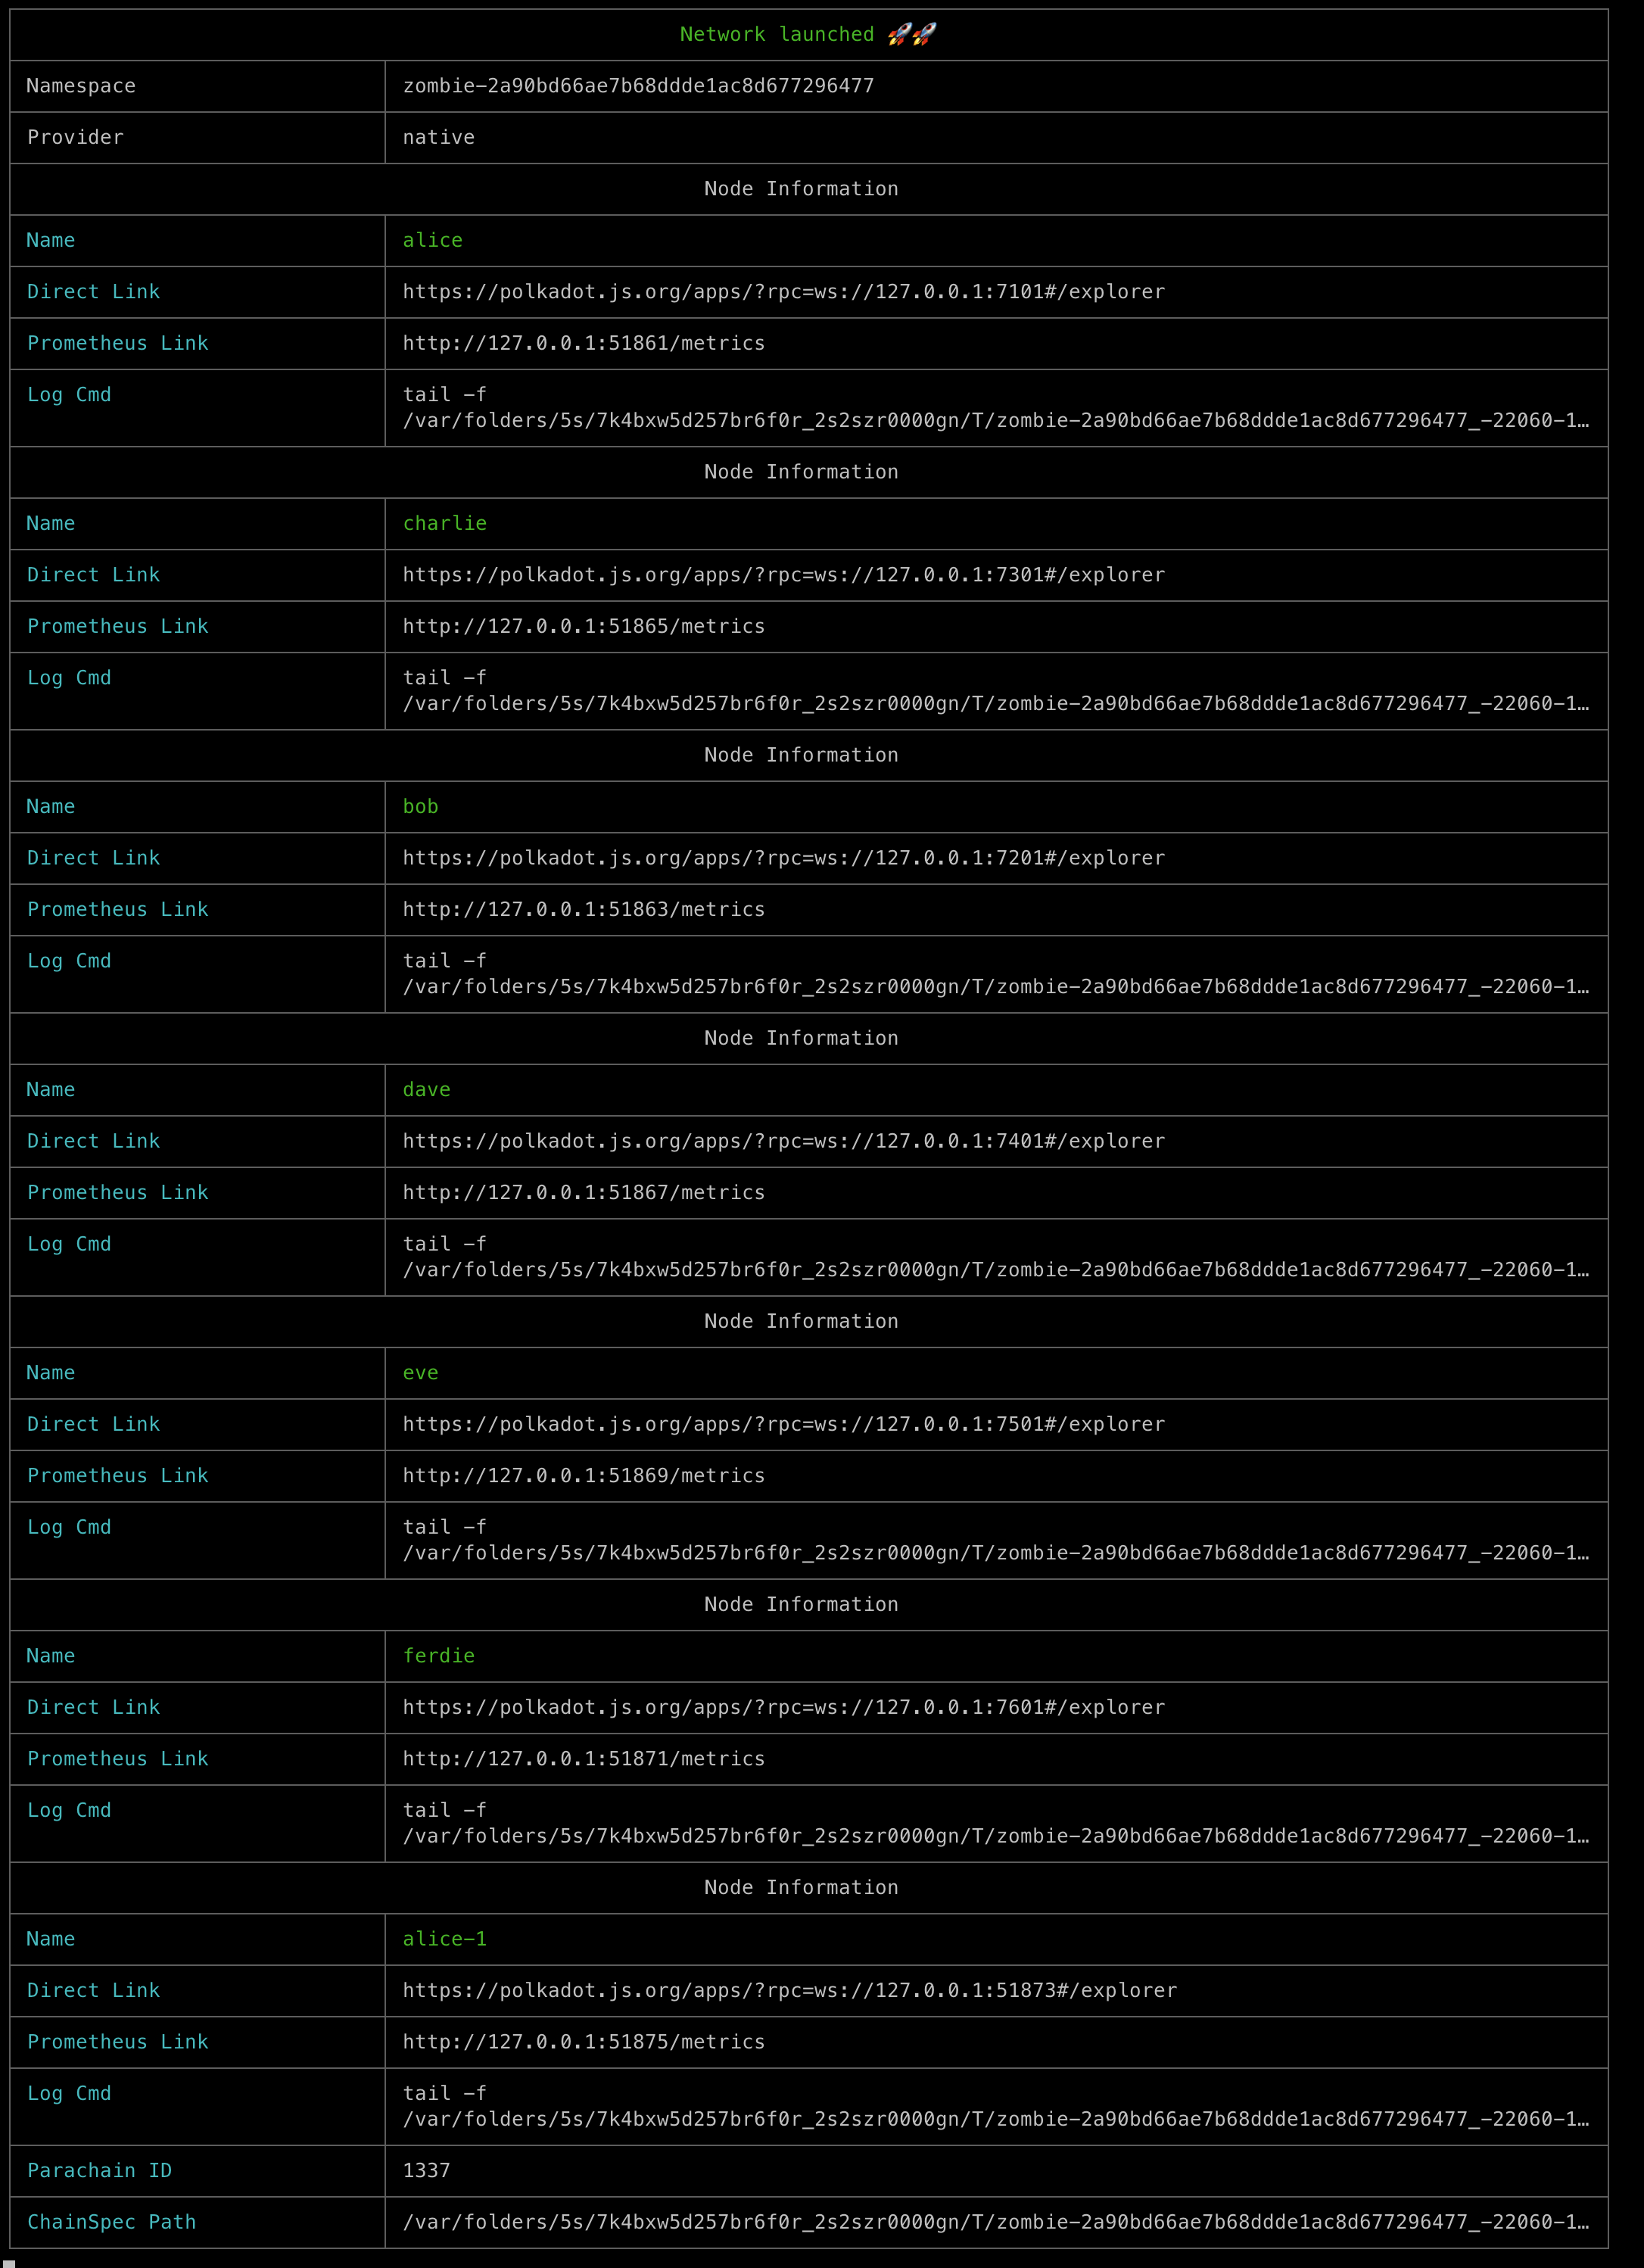 Network launched 🚀🚀
Namespace zombie-2a90bd66ae7b68ddde1ac8d677296477
Provider native
Node Information
Name alice
Direct Link https://polkadot.js.org/apps/?rpc=ws://127.0.0.1:7101#/explorer
Prometheus Link http://127.0.0.1:51861/metrics
Log Cmd tail -f
/var/folders/5s/7k4bxw5d257br6f0r_2s2szr0000gn/T/zombie-2a90bd66ae7b68ddde1ac8d677296477_-22060-1…
Node Information
Name charlie
Direct Link https://polkadot.js.org/apps/?rpc=ws://127.0.0.1:7301#/explorer
Prometheus Link http://127.0.0.1:51865/metrics
Log Cmd tail -f
/var/folders/5s/7k4bxw5d257br6f0r_2s2szr0000gn/T/zombie-2a90bd66ae7b68ddde1ac8d677296477_-22060-1…
Node Information
Name bob
Direct Link https://polkadot.js.org/apps/?rpc=ws://127.0.0.1:7201#/explorer
Prometheus Link http://127.0.0.1:51863/metrics
Log Cmd tail -f
/var/folders/5s/7k4bxw5d257br6f0r_2s2szr0000gn/T/zombie-2a90bd66ae7b68ddde1ac8d677296477_-22060-1…
Node Information
Name dave
Direct Link https://polkadot.js.org/apps/?rpc=ws://127.0.0.1:7401#/explorer
Prometheus Link http://127.0.0.1:51867/metrics
Log Cmd tail -f
/var/folders/5s/7k4bxw5d257br6f0r_2s2szr0000gn/T/zombie-2a90bd66ae7b68ddde1ac8d677296477_-22060-1…
Node Information
Name eve
Direct Link https://polkadot.js.org/apps/?rpc=ws://127.0.0.1:7501#/explorer
Prometheus Link http://127.0.0.1:51869/metrics
Log Cmd tail -f
/var/folders/5s/7k4bxw5d257br6f0r_2s2szr0000gn/T/zombie-2a90bd66ae7b68ddde1ac8d677296477_-22060-1…
Node Information
Name ferdie
Direct Link https://polkadot.js.org/apps/?rpc=ws://127.0.0.1:7601#/explorer
Prometheus Link http://127.0.0.1:51871/metrics
Log Cmd tail -f
/var/folders/5s/7k4bxw5d257br6f0r_2s2szr0000gn/T/zombie-2a90bd66ae7b68ddde1ac8d677296477_-22060-1…
Node Information
Name alice-1
Direct Link https://polkadot.js.org/apps/?rpc=ws://127.0.0.1:51873#/explorer
Prometheus Link http://127.0.0.1:51875/metrics
Log Cmd tail -f
/var/folders/5s/7k4bxw5d257br6f0r_2s2szr0000gn/T/zombie-2a90bd66ae7b68ddde1ac8d677296477_-22060-1…
Parachain ID 1337
ChainSpec Path /var/folders/5s/7k4bxw5d257br6f0r_2s2szr0000gn/T/zombie-2a90bd66ae7b68ddde1ac8d677296477_-22060-1…